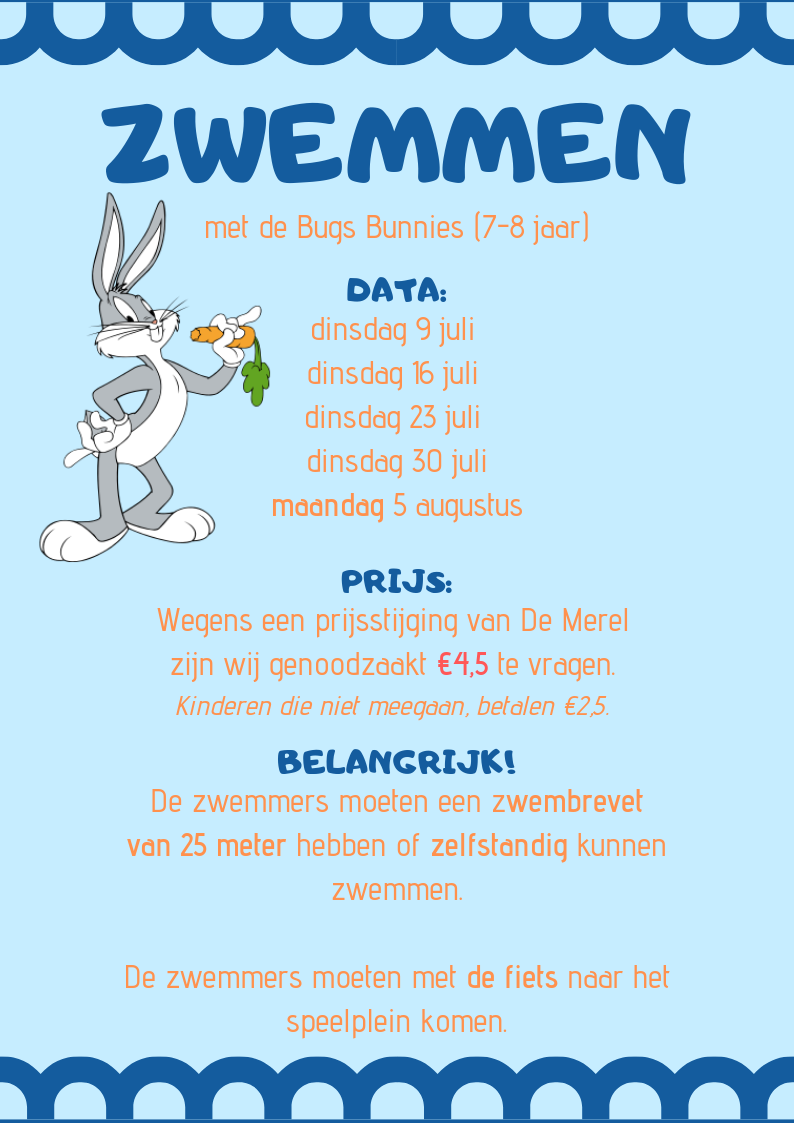 ZWEMMEN
met de Bugs Bunnies (7-8 jaar)
DATA:
dinsdag 9 juli
dinsdag 16 juli
dinsdag 23 juli
dinsdag 30 juli
maandag 5 augustus
PRIJS:
Wegens een prijsstijging van De Merel
zijn wij genoodzaakt €4,5 te vragen.
Kinderen die niet meegaan, betalen €2,5.
BELANGRIJK!
De zwemmers moeten een zwembrevet
van 25 meter hebben of zelfstandig kunnen
zwemmen.
De zwemmers moeten met de fiets naar het
speelplein komen.